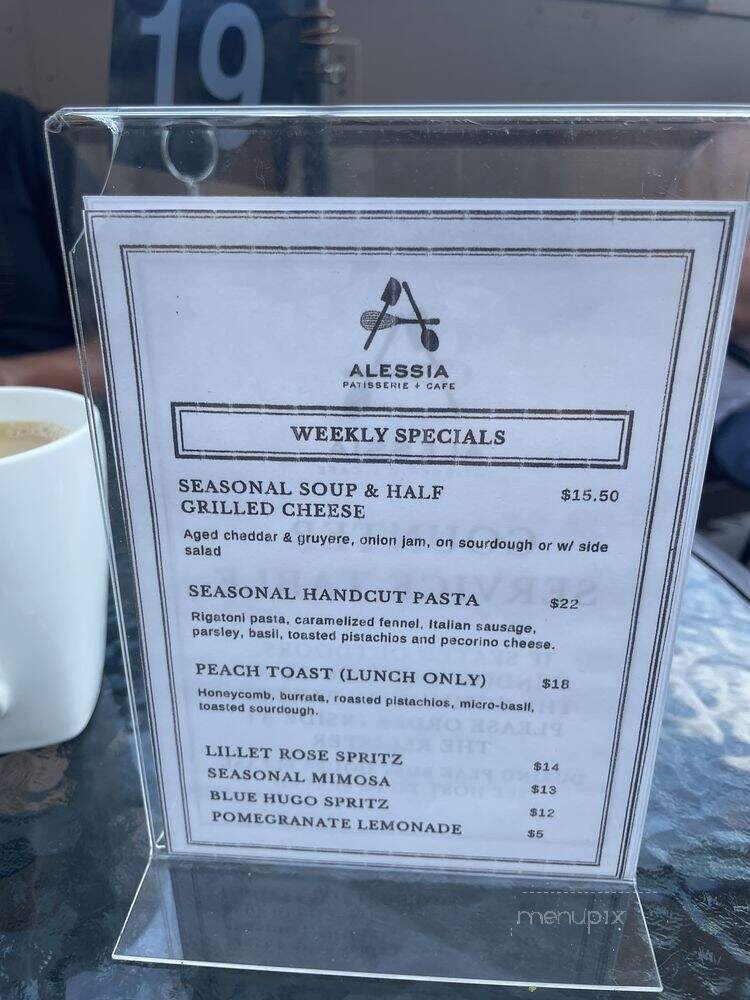 19
ALESSIA
PATISSERIE + CAFE
WEEKLY SPECIALS
SEASONAL SOUP & HALF $15.50
GRILLED CHEESE
Aged cheddar & gruyere, onion jam, on sourdough or w/ side
salad
SEASONAL HANDCUT PASTA $22
Rigatoni pasta, caramelized fennel, Italian sausage,
parsley, basil, toasted pistachios and pecorino cheese.
PEACH TOAST (LUNCH ONLY) $18
Honeycomb, burrata, roasted pistachios, micro-basil,
toasted sourdough.
LILLET ROSE SPRITZ $14
SEASONAL MIMOSA $13
BLUE HUGO SPRITZ $12
POMEGRANATE LEMONADE $5
menupix